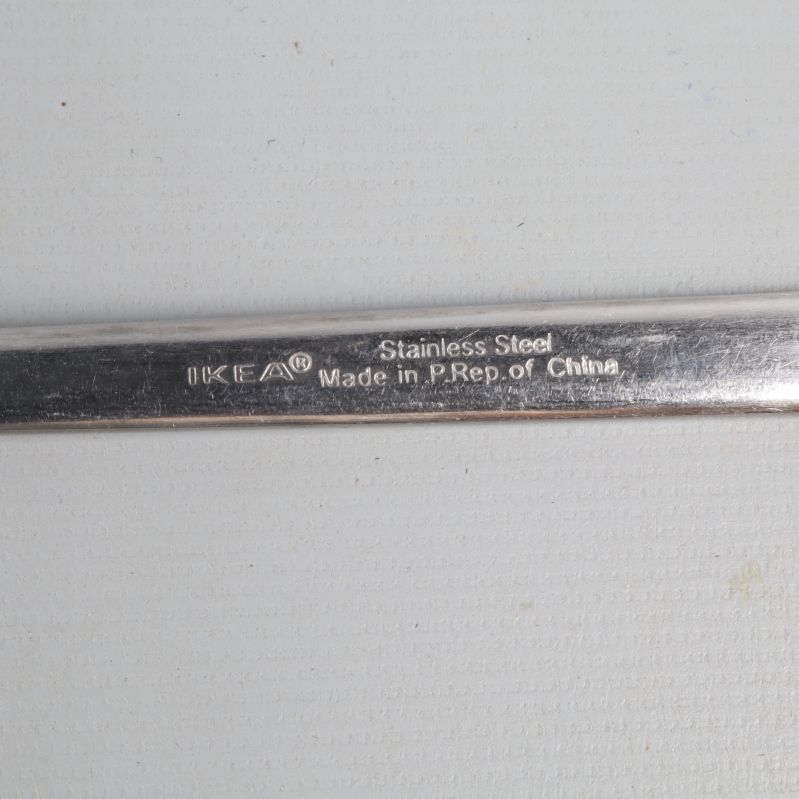 IKEA®
Stainless Steel
Made in P.Rep.of China